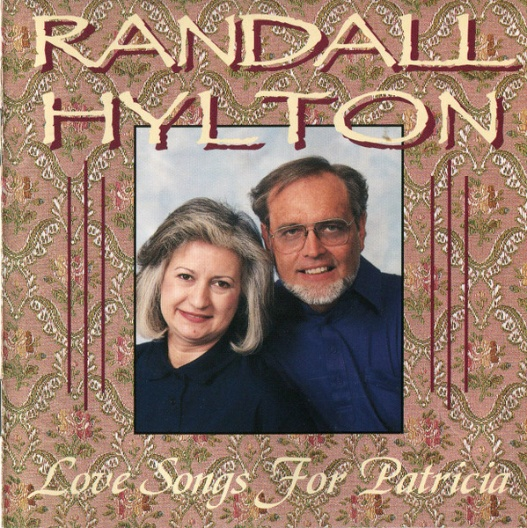 RANDALL
HYLTON
Love Songs For Patricia